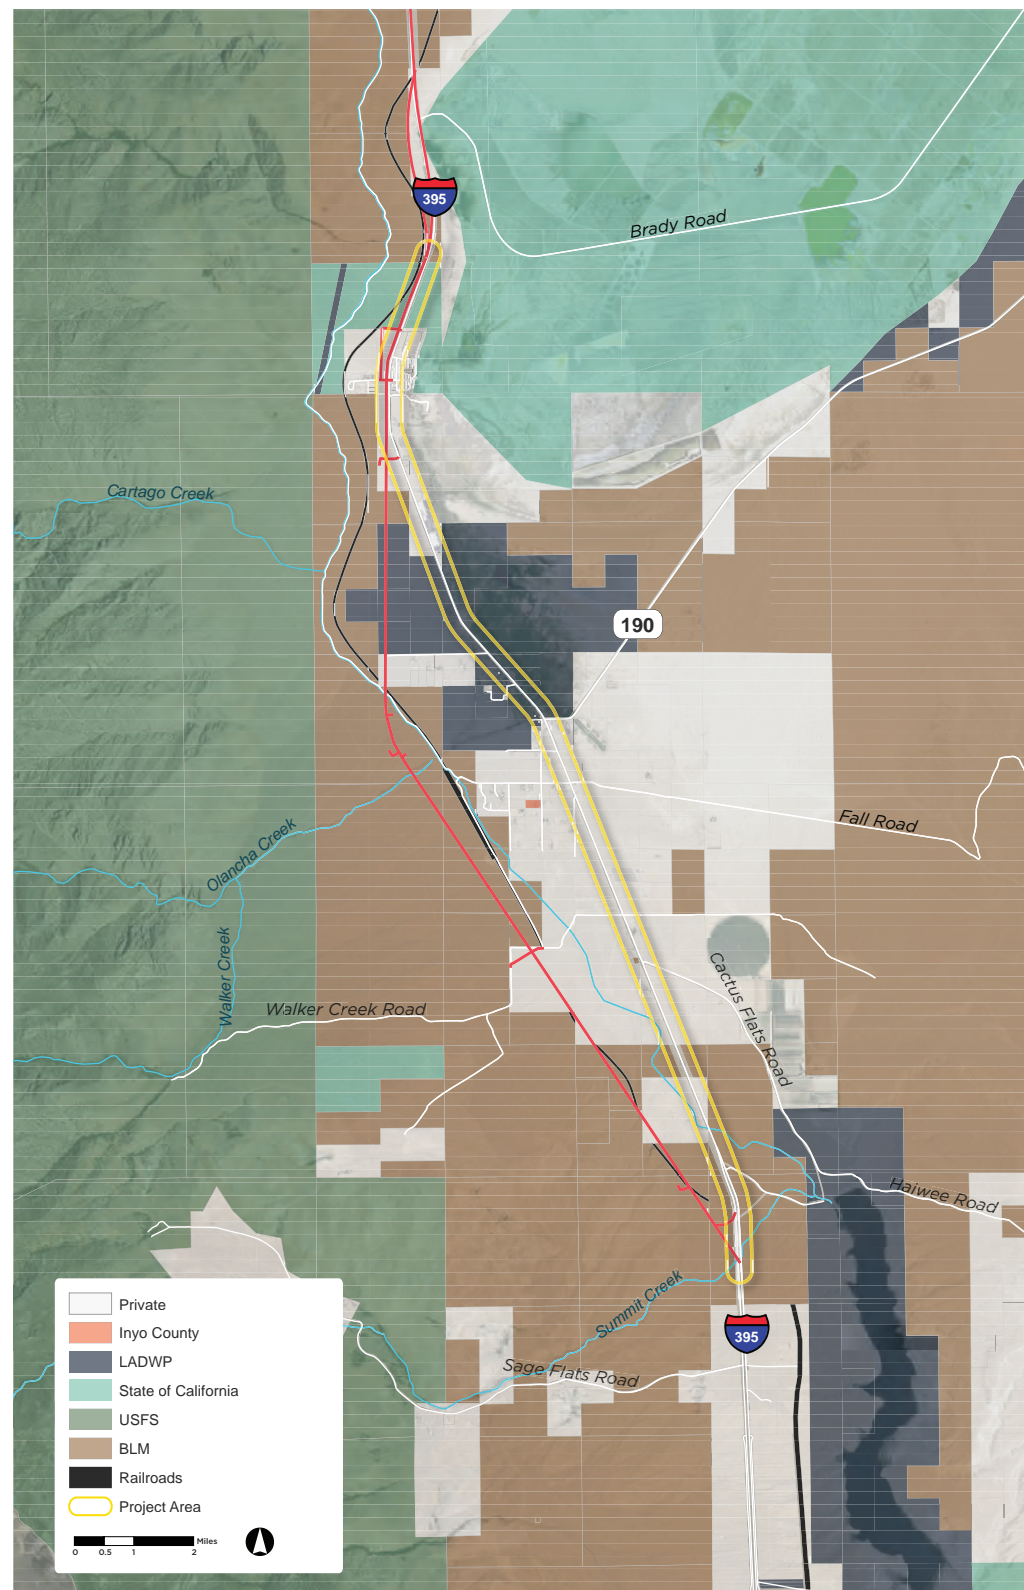 395
Brady Road
Cartago Creek
190
Fall Road
Olancha Creek
Walker Creek
Cactus Flats Road
Walker Creek Road
Haiwee Road
Summit Creek
395
Sage Flats Road
Private
Inyo County
LADWP
State of California
USFS
BLM
Railroads
Project Area
Miles
0 0.5 1 2